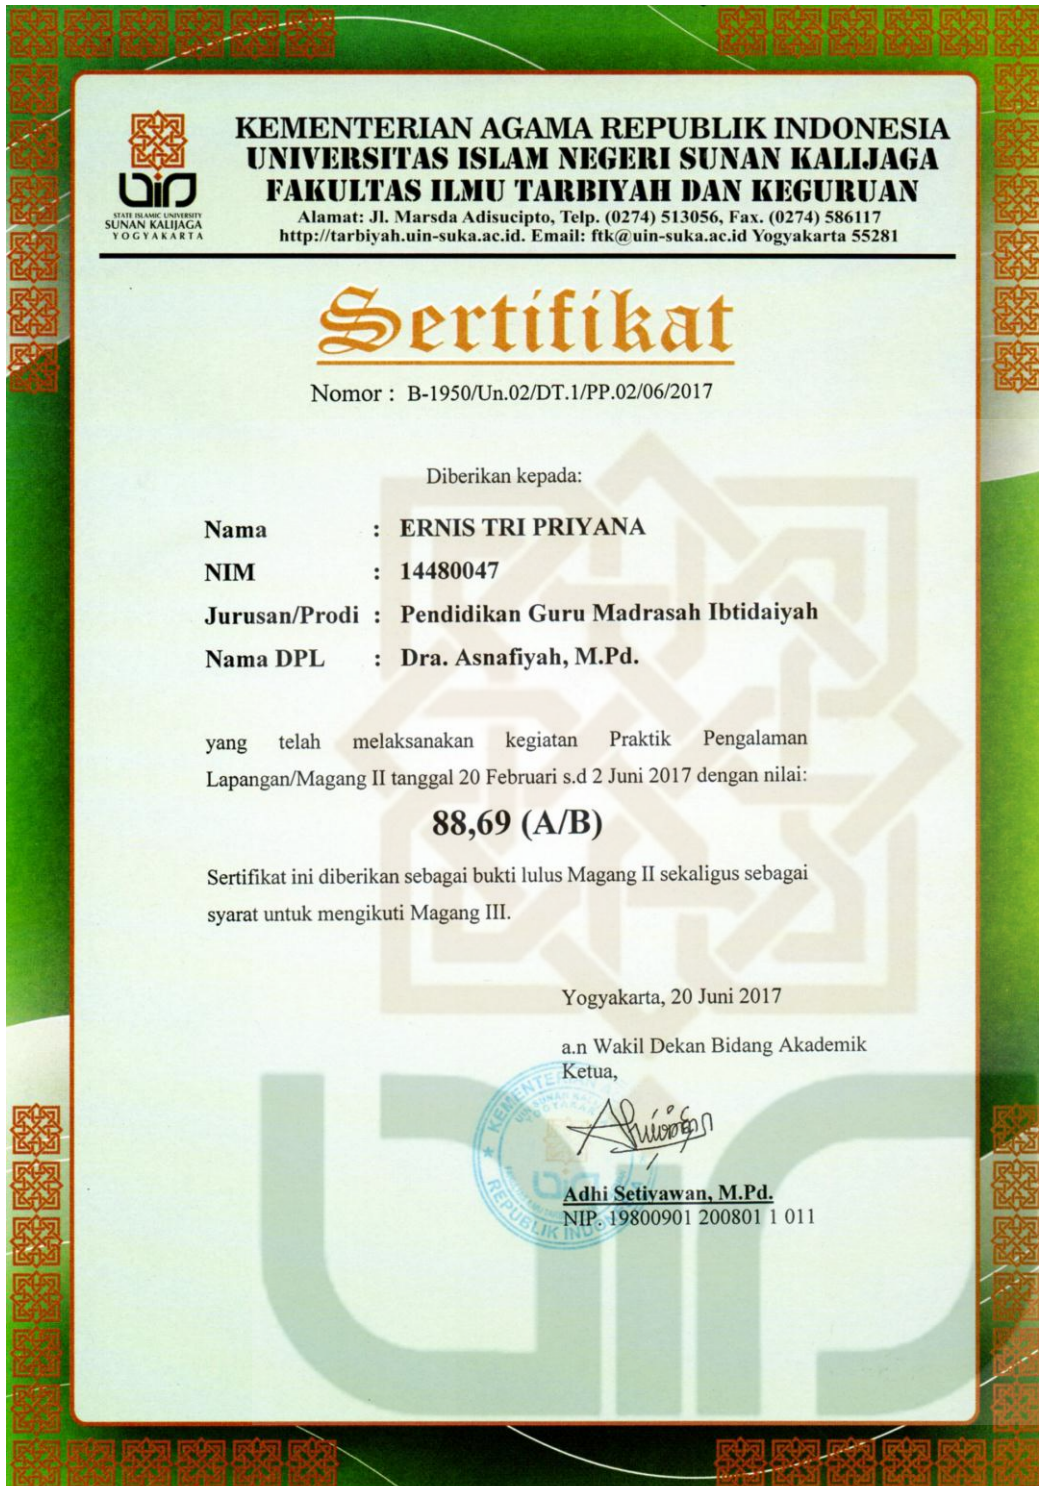 KEMENTERIAN AGAMA REPUBLIK INDONESIA
UNIVERSITAS ISLAM NEGERI SUNAN KALIJAGA
FAKULTAS ILMU TARBIYAH DAN KEGURUAN
Alamat: Jl. Marsda Adisucipto, Telp. (0274) 513056, Fax. (0274) 586117
http://tarbiyah.uin-suka.ac.id. Email: ftk@uin-suka.ac.id Yogyakarta 55281
STATE ISLAMIC UNIVERSITY
SUNAN KALIJAGA
YOGYAKARTA
Sertifikat
Nomor : B-1950/Un.02/DT.1/PP.02/06/2017
Diberikan kepada:
Nama : ERNIS TRI PRIYANA
NIM : 14480047
Jurusan/Prodi : Pendidikan Guru Madrasah Ibtidaiyah
Nama DPL : Dra. Asnafiyah, M.Pd.
yang telah melaksanakan kegiatan Praktik Pengalaman
Lapangan/Magang II tanggal 20 Februari s.d 2 Juni 2017 dengan nilai:
88,69 (A/B)
Sertifikat ini diberikan sebagai bukti lulus Magang II sekaligus sebagai
syarat untuk mengikuti Magang III.
Yogyakarta, 20 Juni 2017
a.n Wakil Dekan Bidang Akademik
Ketua,
Adhi Setiyawan, M.Pd.
NIP. 19800901 200801 1 011
REPUBLIK INDONESIA